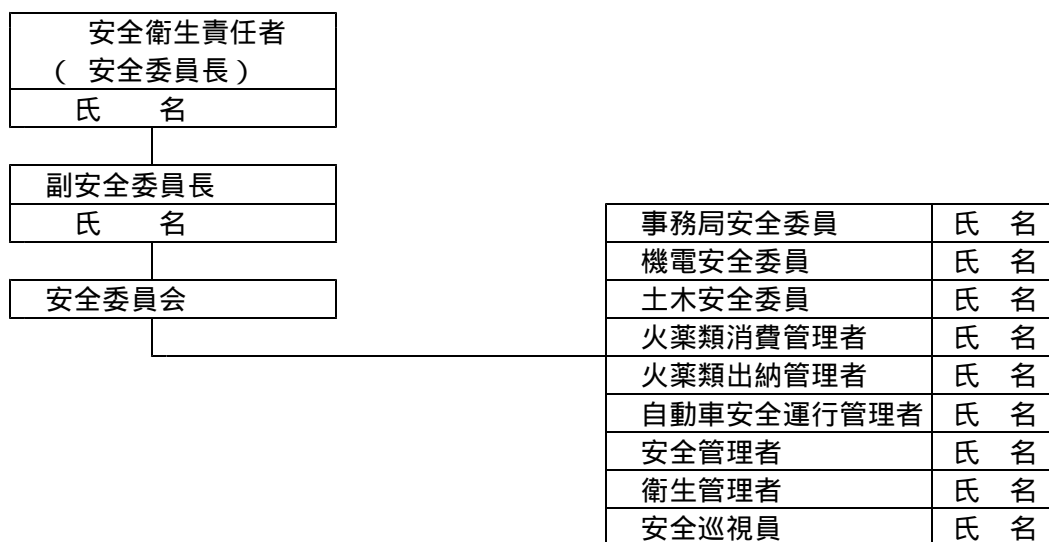 安全衛生責任者
( 安全委員長 )
氏 名
副安全委員長
氏 名
安全委員会
事務局安全委員 氏 名
機電安全委員 氏 名
土木安全委員 氏 名
火薬類消費管理者 氏 名
火薬類出納管理者 氏 名
自動車安全運行管理者 氏 名
安全管理者 氏 名
衛生管理者 氏 名
安全巡視員 氏 名